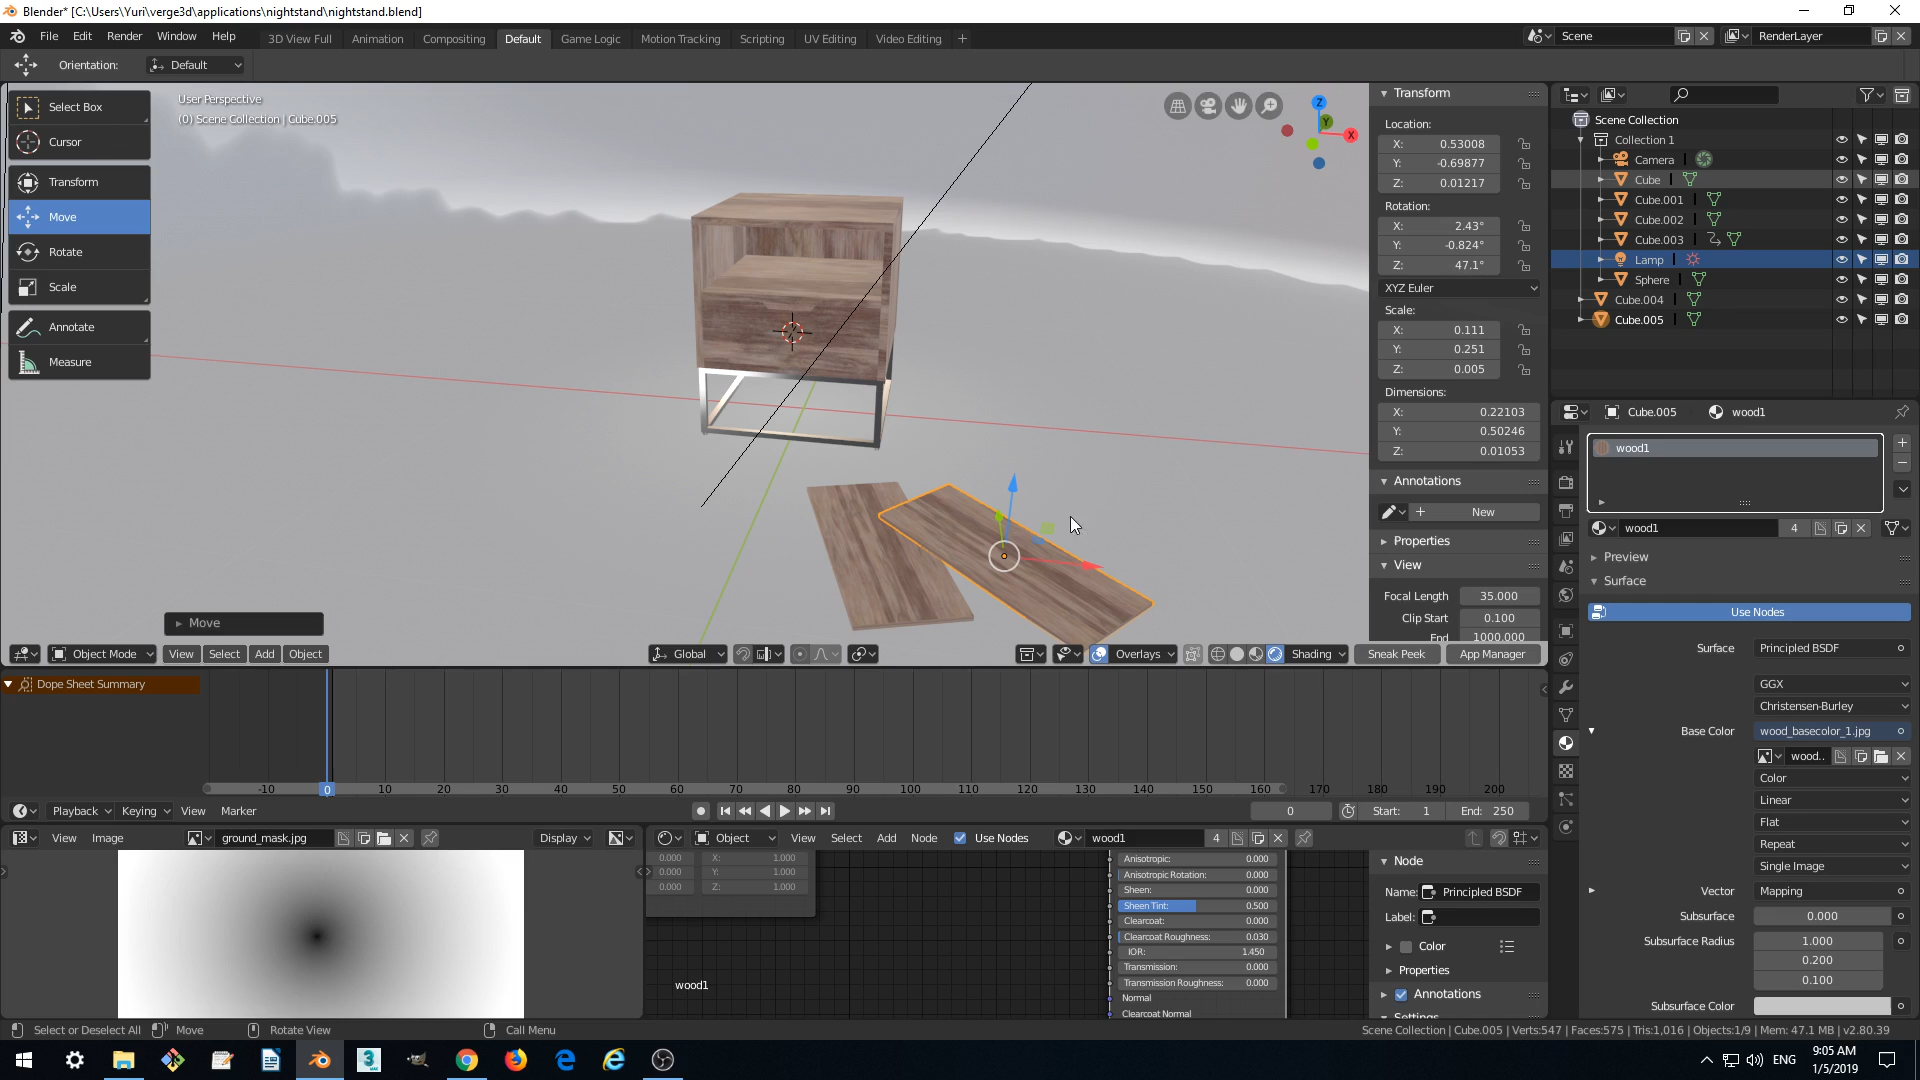 Blender* [C:\Users\Yuri\verge3d\applications\nightstand\nightstand.blend]
File Edit Render Window Help 3D View Full Animation Compositing Default Game Logic Motion Tracking Scripting UV Editing Video Editing + Scene RenderLayer
Orientation: Default
Select Box
Cursor
Transform
Move
Rotate
Scale
Annotate
Measure
User Perspective
(0) Scene Collection | Cube.005
Z
Y
X
Move
Transform
Location:
X: 0.53008
Y: -0.69877
Z: 0.01217
Rotation:
X: 2.43°
Y: -0.824°
Z: 47.1°
XYZ Euler
Scale:
X: 0.111
Y: 0.251
Z: 0.005
Dimensions:
X: 0.22103
Y: 0.50246
Z: 0.01053
Annotations
+ New
Properties
View
Focal Length 35.000
Clip Start 0.100
End 1000.000
Object Mode View Select Add Object Global Overlays Shading Sneak Peek App Manager
Scene Collection
Collection 1
Camera
Cube
Cube.001
Cube.002
Cube.003
Lamp
Sphere
Cube.004
Cube.005
Cube.005 wood1
wood1
wood1 4
Preview
Surface
Use Nodes
Surface Principled BSDF
GGX
Christensen-Burley
Base Color wood_basecolor_1.jpg
wood..
Color
Linear
Flat
Repeat
Single Image
Vector Mapping
Subsurface 0.000
Subsurface Radius 1.000
0.200
0.100
Subsurface Color
Dope Sheet Summary
-10 0 10 20 30 40 50 60 70 80 90 100 110 120 130 140 150 160 170 180 190 200
Playback Keying View Marker 0 Start: 1 End: 250
View Image ground_mask.jpg Display
Object View Select Add Node Use Nodes wood1 4
0.000 X: 1.000
0.000 Y: 1.000
0.000 Z: 1.000
wood1
Anisotropic: 0.000
Anisotropic Rotation: 0.000
Sheen: 0.000
Sheen Tint: 0.500
Clearcoat: 0.000
Clearcoat Roughness: 0.030
IOR: 1.450
Transmission: 0.000
Transmission Roughness: 0.000
Normal
Clearcoat Normal
Node
Name: Principled BSDF
Label:
Color
Properties
Annotations
Settings
Select or Deselect All Move Rotate View Call Menu Scene Collection | Cube.005 | Verts:547 | Faces:575 | Tris:1,016 | Objects:1/9 | Mem: 47.1 MB | v2.80.39
ENG
9:05 AM
1/5/2019